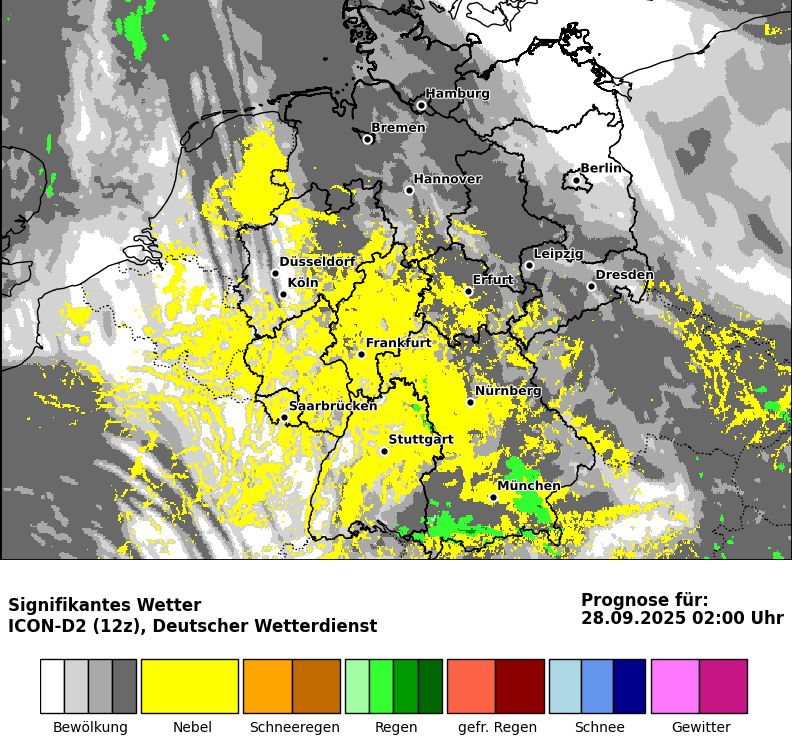 Hamburg
Bremen
Berlin
Hannover
Leipzig
Düsseldorf
Dresden
Köln
Erfurt
Frankfurt
Nürnberg
Saarbrücken
Stuttgart
München
Signifikantes Wetter
ICON-D2 (12z), Deutscher Wetterdienst
Prognose für:
28.09.2025 02:00 Uhr
Bewölkung Nebel Schneeregen Regen gefr. Regen Schnee Gewitter